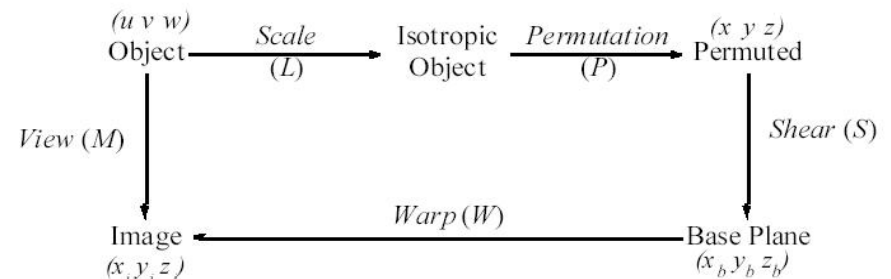 (u v w)
Object
Scale
(L)
Isotropic
Object
Permutation
(P)
(x y z)
Permuted
View (M)
Shear (S)
Warp (W)
Image
Base Plane
(x_b y_b z_b)